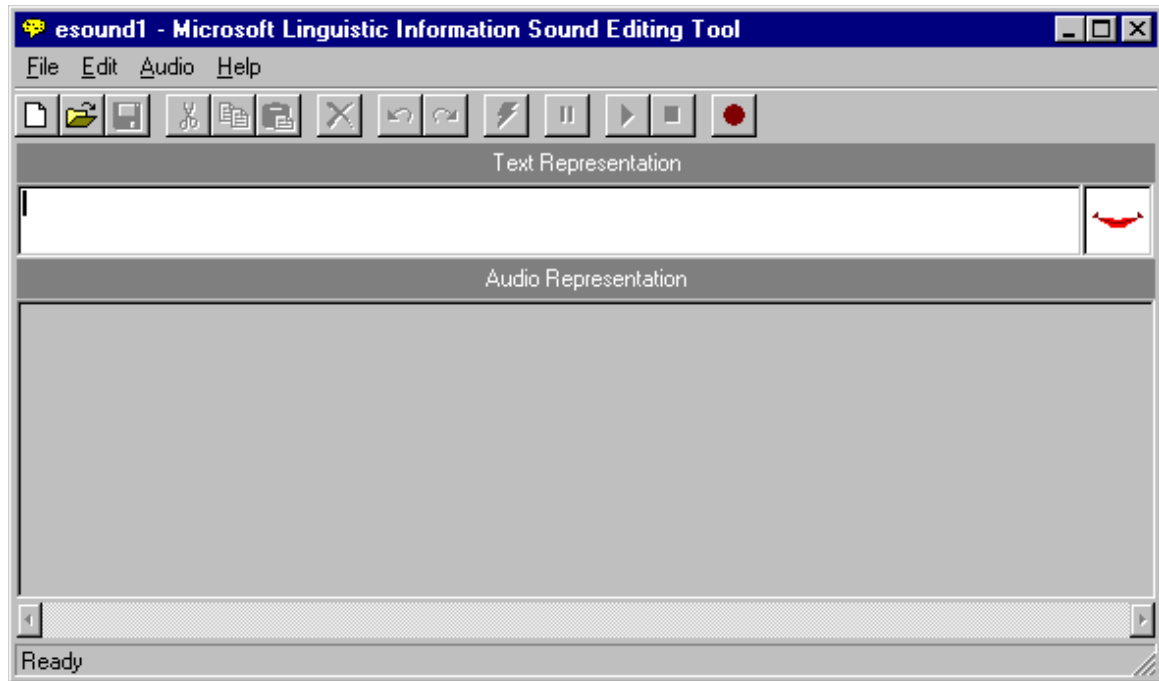 esound1 - Microsoft Linguistic Information Sound Editing Tool
File Edit Audio Help
Text Representation
Audio Representation
Ready